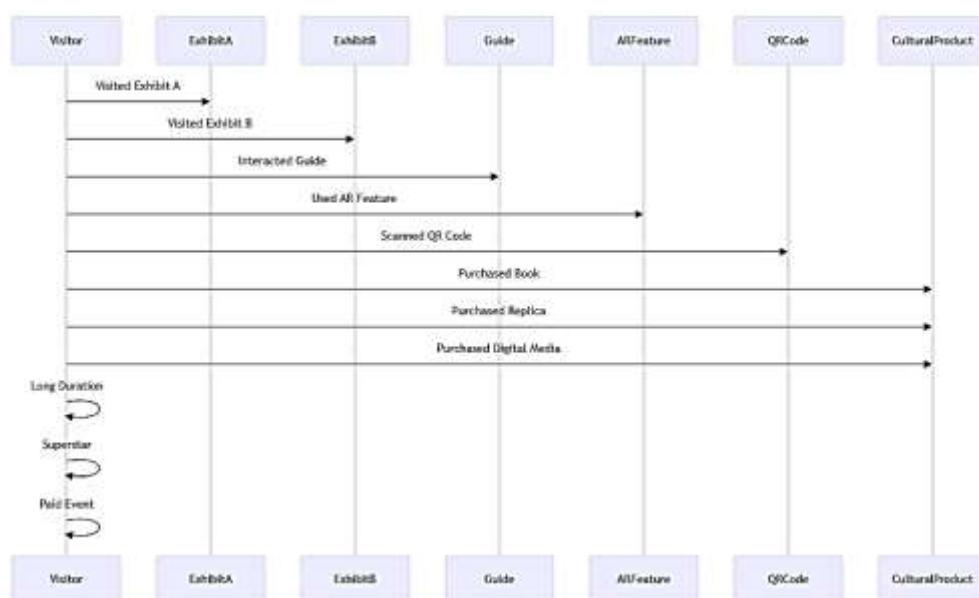 Visitor
ExhibitA
ExhibitB
Guide
ARFeature
QRCode
CulturalProduct
Visited Exhibit A
Visited Exhibit B
Interacted Guide
Used AR Feature
Scanned QR Code
Purchased Book
Purchased Replica
Purchased Digital Media
Long Duration
Superstar
Paid Event
Visitor
ExhibitA
ExhibitB
Guide
ARFeature
QRCode
CulturalProduct